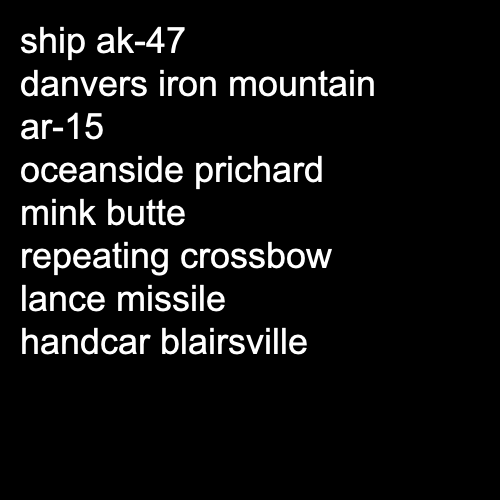 ship ak-47
danvers iron mountain
ar-15
oceanside prichard
mink butte
repeating crossbow
lance missile
handcar blairsville